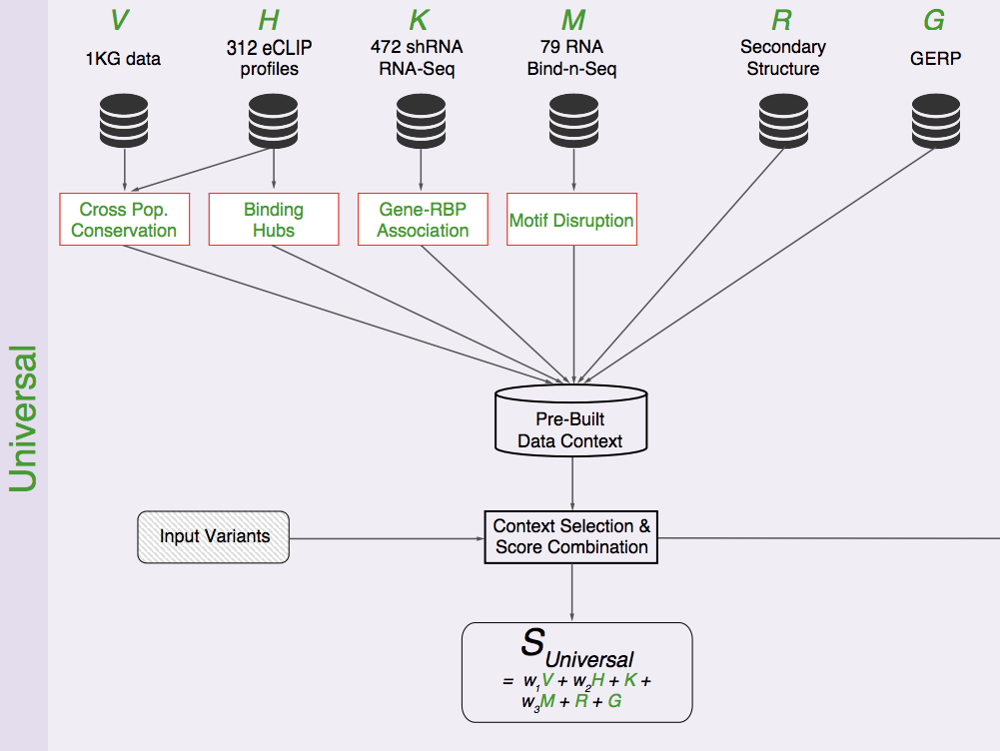 V
H
K
M
R
G
1KG data
312 eCLIP
profiles
472 shRNA
RNA-Seq
79 RNA
Bind-n-Seq
Secondary
Structure
GERP
Cross Pop.
Conservation
Binding
Hubs
Gene-RBP
Association
Motif Disruption
Universal
Pre-Built
Data Context
Input Variants
Context Selection &
Score Combination
S Universal
= w1V + w2H + K +
w3M + R + G